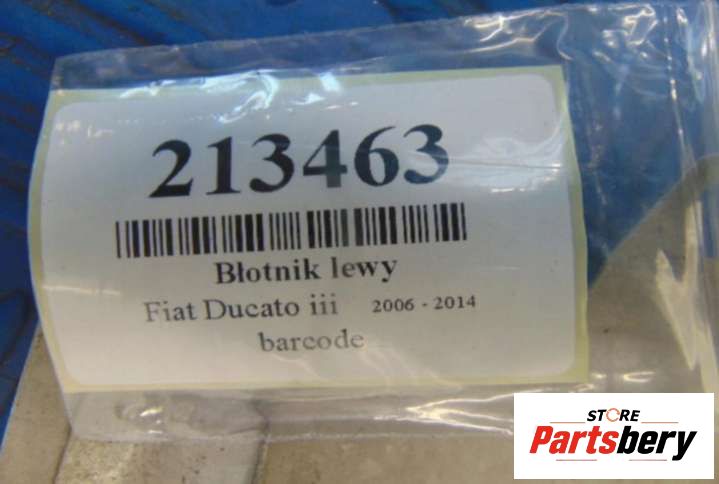 213463
Błotnik lewy
Fiat Ducato iii 2006 - 2014
barcode
STORE
Partsbery